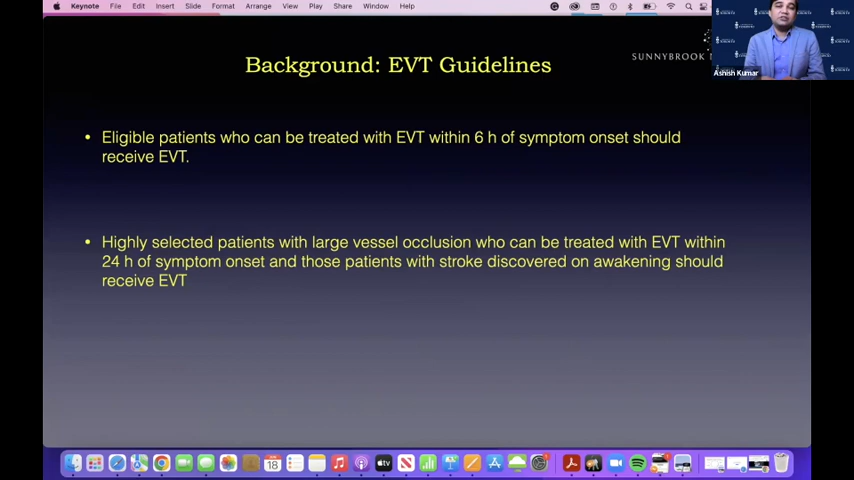 Keynote File Edit Insert Slide Format Arrange View Play Share Window Help
Background: EVT Guidelines
SUNNYBROOK
Ashish Kumar
• Eligible patients who can be treated with EVT within 6 h of symptom onset should
receive EVT.
• Highly selected patients with large vessel occlusion who can be treated with EVT within
24 h of symptom onset and those patients with stroke discovered on awakening should
receive EVT
18
tv